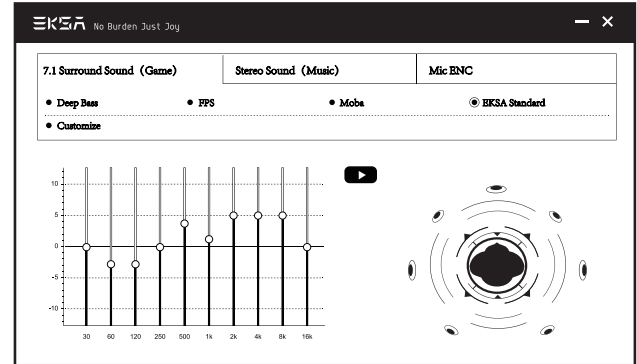 EKSA No Burden Just Joy
7.1 Surround Sound (Game) Stereo Sound (Music) Mic ENC
Deep Bass FPS Moba EKSA Standard
Customize
10
5
0
-5
-10
30 60 120 250 500 1k 2k 4k 8k 16k